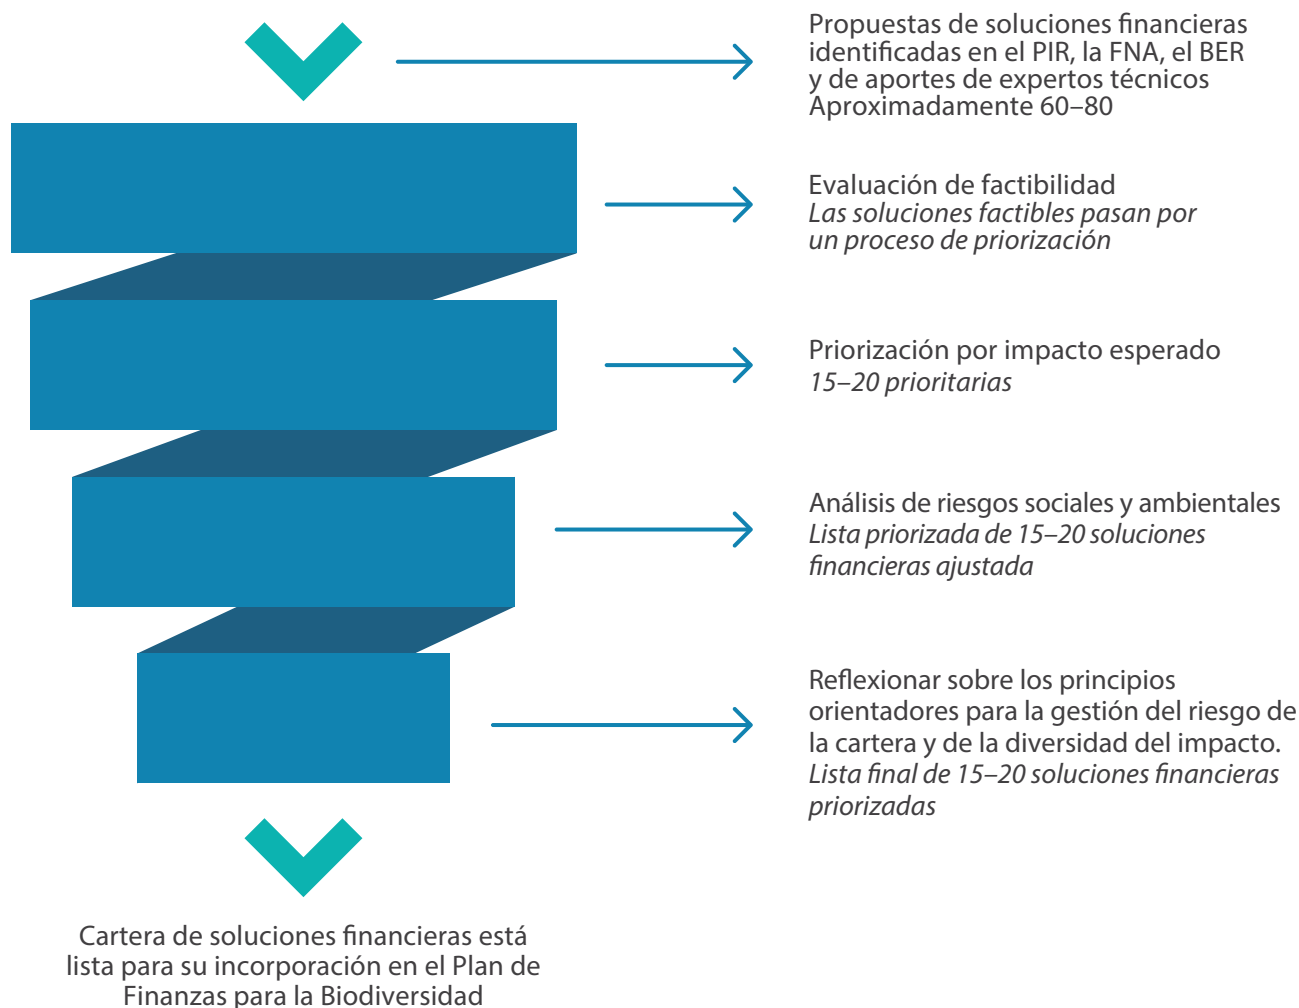 Propuestas de soluciones financieras
identificadas en el PIR, la FNA, el BER
y de aportes de expertos técnicos
Aproximadamente 60–80
Evaluación de factibilidad
Las soluciones factibles pasan por
un proceso de priorización
Priorización por impacto esperado
15–20 prioritarias
Análisis de riesgos sociales y ambientales
Lista priorizada de 15–20 soluciones
financieras ajustada
Reflexionar sobre los principios
orientadores para la gestión del riesgo de
la cartera y de la diversidad del impacto.
Lista final de 15–20 soluciones financieras
priorizadas
Cartera de soluciones financieras está
lista para su incorporación en el Plan de
Finanzas para la Biodiversidad